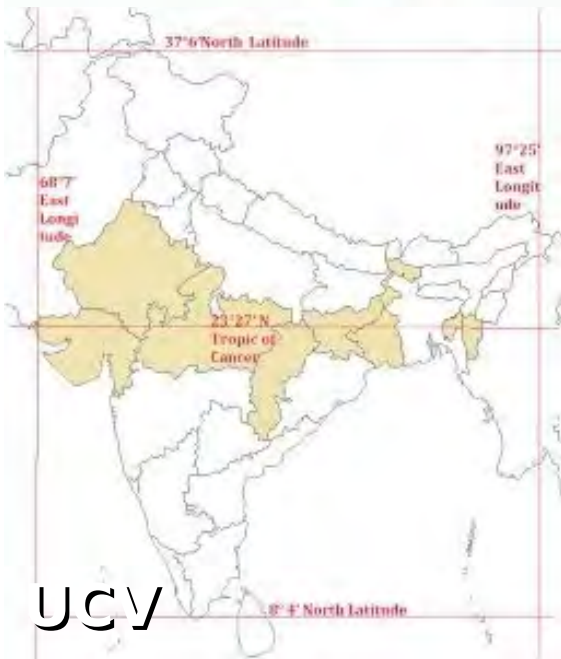 37°6'North Latitude
97°25'
East
Longit
ude
68°7'
East
Longi
tude
23°27' N
Tropic of
Cancer
8° 4' North Latitude
UCV